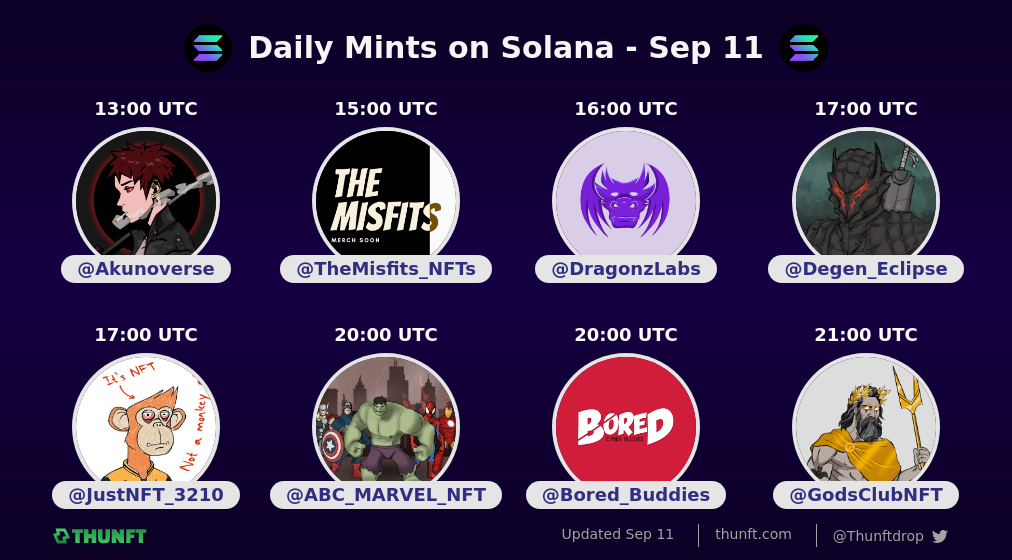 Daily Mints on Solana - Sep 11
13:00 UTC
15:00 UTC
16:00 UTC
17:00 UTC
THE
MISFITS
MERCH SOON
@Akunoverse
@TheMisfits_NFTs
@DragonzLabs
@Degen_Eclipse
17:00 UTC
20:00 UTC
20:00 UTC
21:00 UTC
It's NFT
Not a monkey
BORED
@JustNFT_3210
@ABC_MARVEL_NFT
@Bored_Buddies
@GodsClubNFT
THUNFT
Updated Sep 11
thunft.com
@Thunftdrop